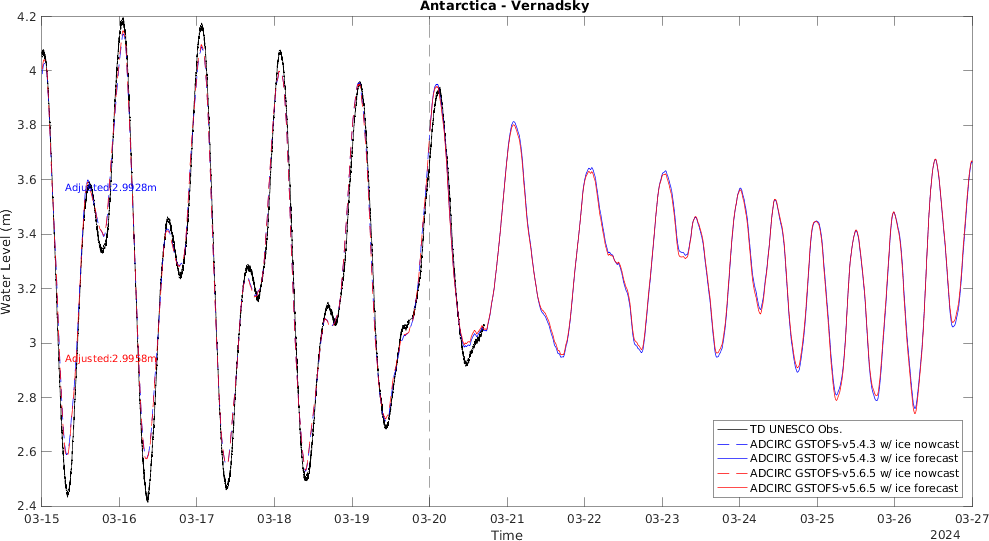 Antarctica - Vernadsky
4.2
4
3.8
3.6
3.4
3.2
3
2.8
2.6
2.4
Water Level (m)
Adjusted:2.9928m
Adjusted:2.9958m
TD UNESCO Obs.
ADCIRC GSTOFS-v5.4.3 w/ ice nowcast
ADCIRC GSTOFS-v5.4.3 w/ ice forecast
ADCIRC GSTOFS-v5.6.5 w/ ice nowcast
ADCIRC GSTOFS-v5.6.5 w/ ice forecast
03-15 03-16 03-17 03-18 03-19 03-20 03-21 03-22 03-23 03-24 03-25 03-26 03-27
Time
2024